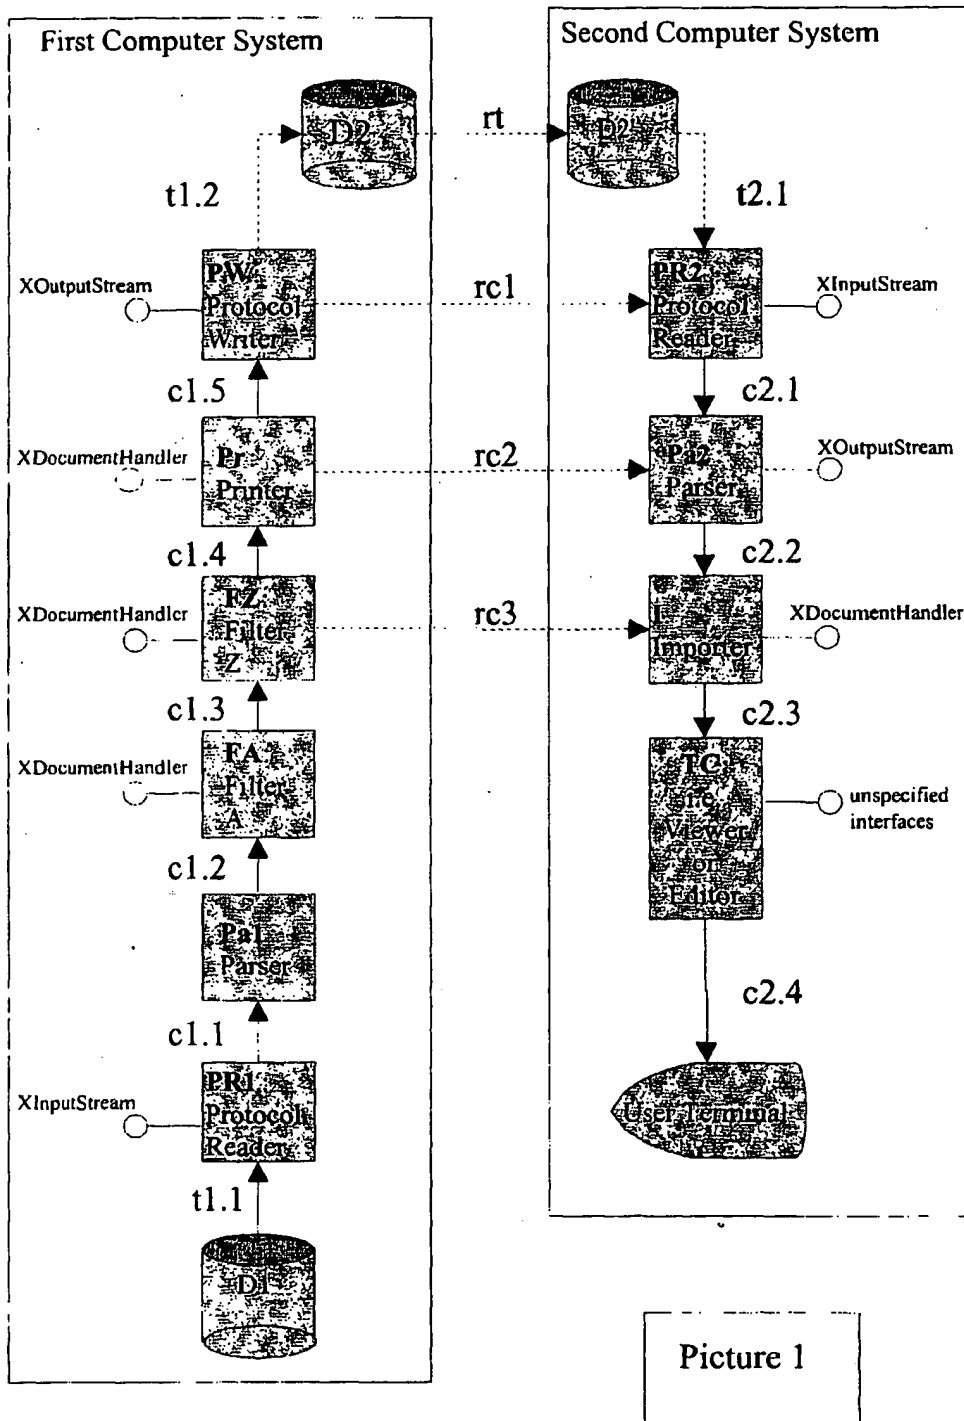 First Computer System
D2
t1.2
XOutputStream
PW
Protocol
Writer
c1.5
XDocumentHandler
Pr
Printer
c1.4
XDocumentHandler
FZ
Filter
Z
c1.3
XDocumentHandler
FA
Filter
A
c1.2
Pa1
Parser
c1.1
XInputStream
PR1
Protocol
Reader
t1.1
D1
rt
rc1
rc2
rc3
Second Computer System
D2
t2.1
PR2
Protocol
Reader
XInputStream
c2.1
Pa2
Parser
XOutputStream
c2.2
I
Importer
XDocumentHandler
c2.3
TC
i.e.
Viewer
or
Editor
unspecified
interfaces
c2.4
User Terminal
Picture 1